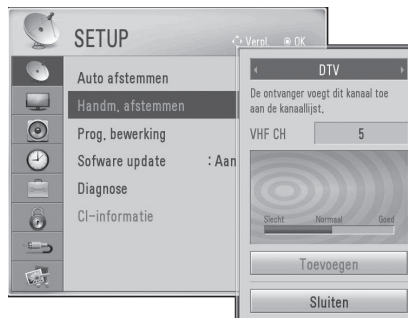 SETUP
Verpl. OK
Auto afstemmen
Handm. afstemmen
Prog. bewerking
Sofware update : Aan
Diagnose
CI-informatie
DTV
De ontvanger voegt dit kanaal toe
aan de kanaallijst.
VHF CH 5
Slecht Normaal Goed
Toevoegen
Sluiten